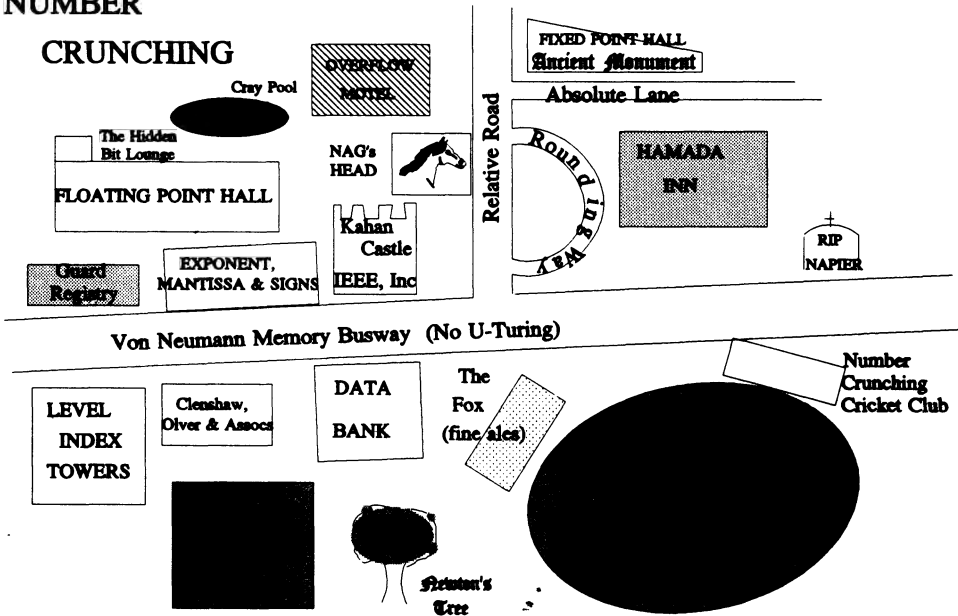 NUMBER
CRUNCHING
Cray Pool
OVERFLOW
MOTEL
FIXED POINT HALL
Ancient Monument
Absolute Lane
The Hidden
Bit Lounge
NAG's
HEAD
Relative Road
Rounding Way
HAMADA
INN
FLOATING POINT HALL
Kahan
Castle
IEEE, Inc
RIP
NAPIER
Guard
Registry
EXPONENT,
MANTISSA & SIGNS
Von Neumann Memory Busway (No U-Turing)
LEVEL
INDEX
TOWERS
Clenshaw,
Olver & Assocs
DATA
BANK
The
Fox
(fine ales)
Number
Crunching
Cricket Club
Newton's
Tree